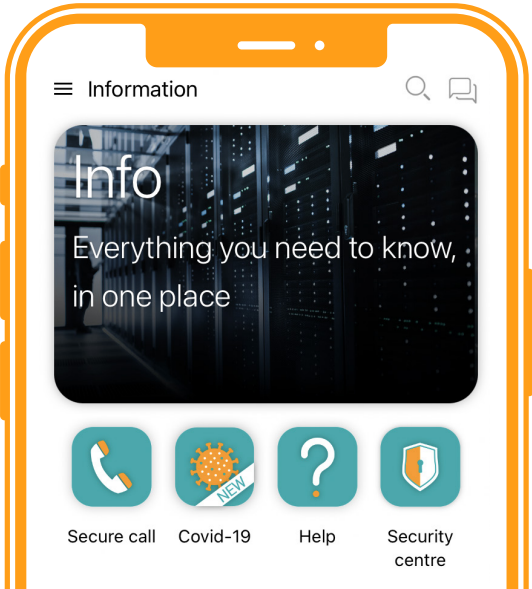 Information
Info
Everything you need to know,
in one place
NEW
Secure call
Covid-19
Help
Security
centre